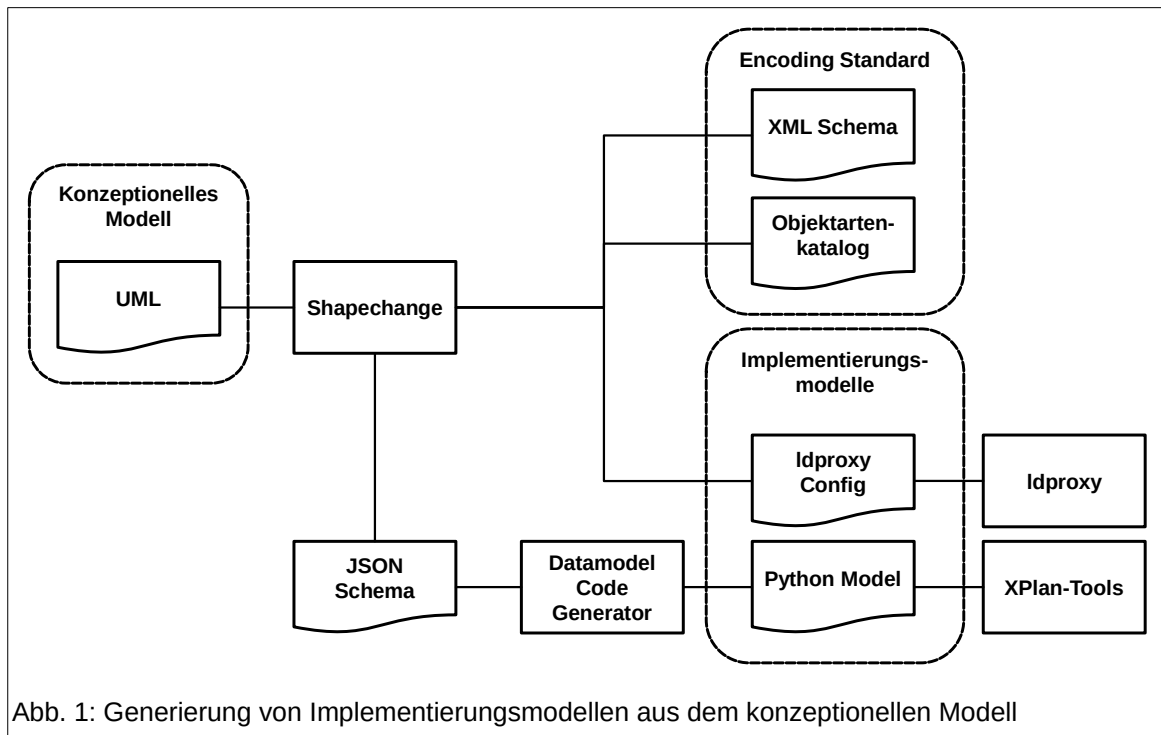 Encoding Standard
XML Schema
Objektarten-
katalog
Konzeptionelles
Modell
UML
Shapechange
Implementierungs-
modelle
ldproxy
Config
ldproxy
JSON
Schema
Datamodel
Code
Generator
Python Model
XPlan-Tools
Abb. 1: Generierung von Implementierungsmodellen aus dem konzeptionellen Modell